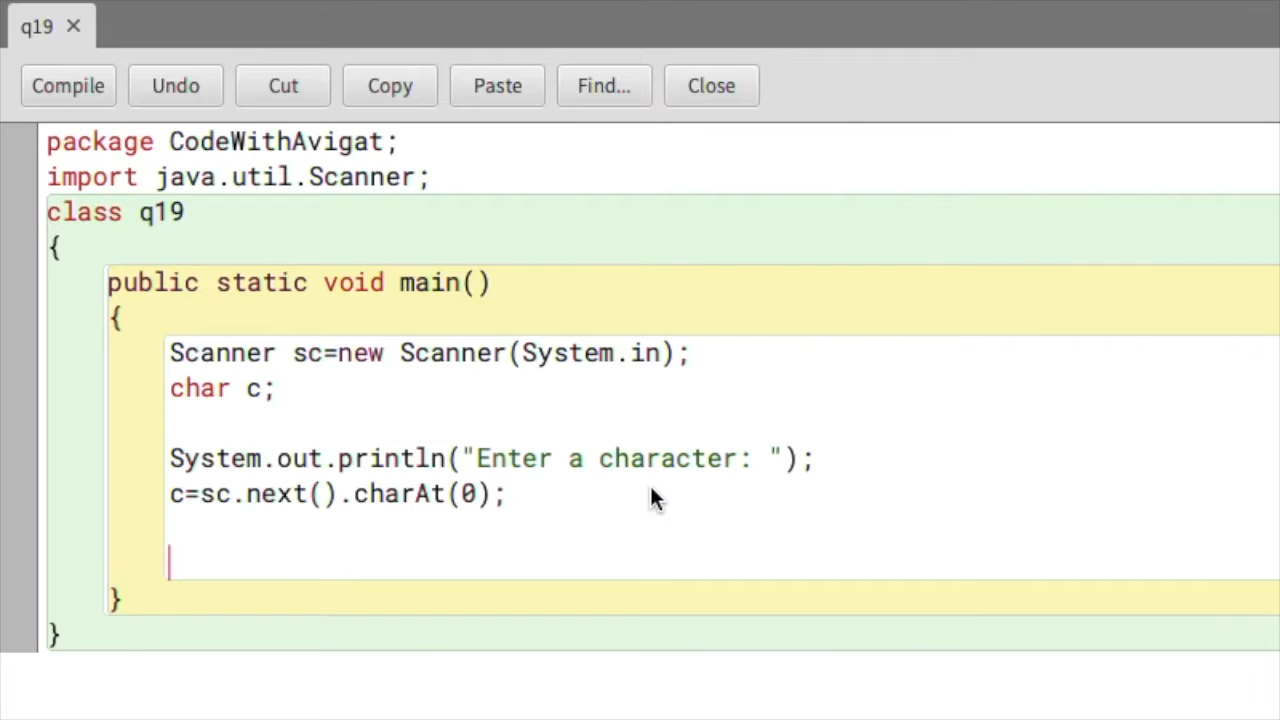 q19 ×
Compile Undo Cut Copy Paste Find... Close
package CodeWithAvigat;
import java.util.Scanner;
class q19
{
public static void main()
{
Scanner sc=new Scanner(System.in);
char c;
System.out.println("Enter a character: ");
c=sc.next().charAt(0);
}
}